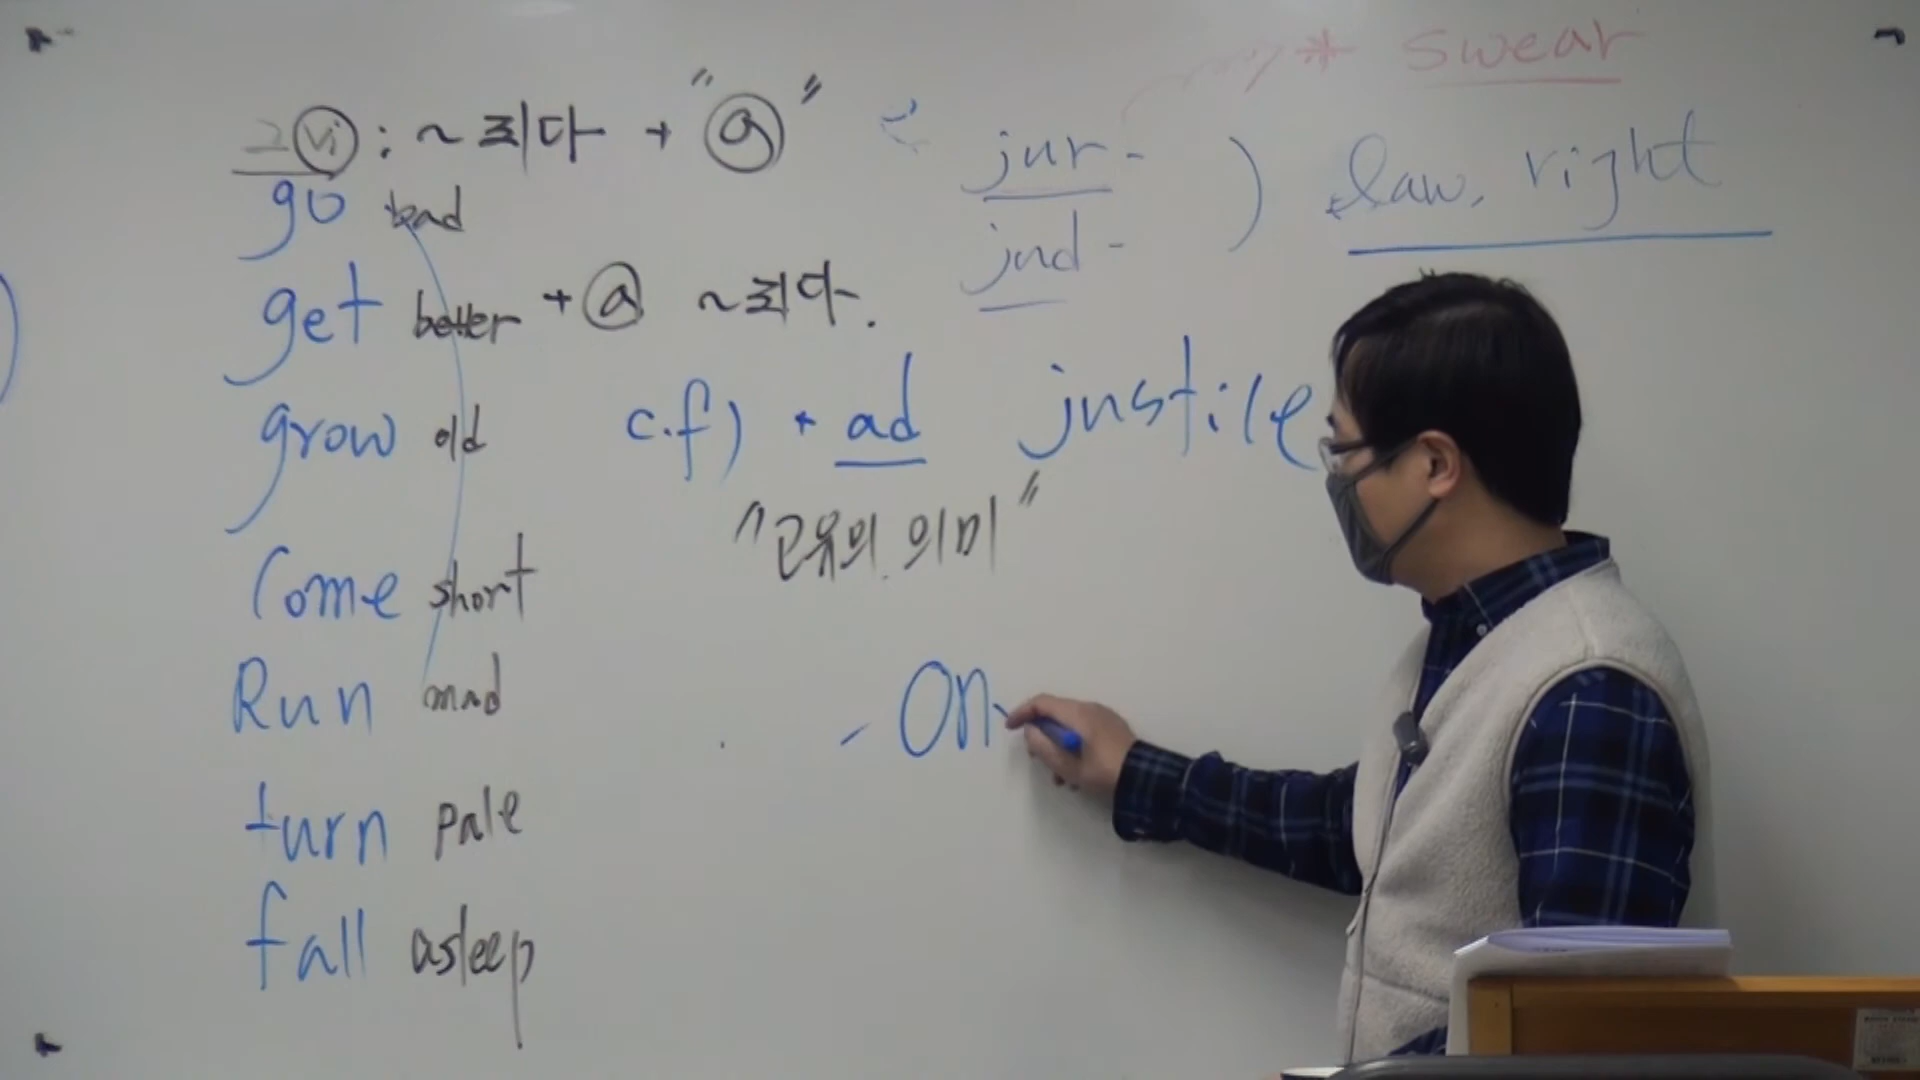 2 vi : ~지다 + "ⓐ"
go bad
get better + ⓐ ~지다.
grow old
Come short
Run mad
turn pale
fall asleep
* swear
jur-
jud- ) law, right
c.f) ad justice
"고유의 의미"
- On